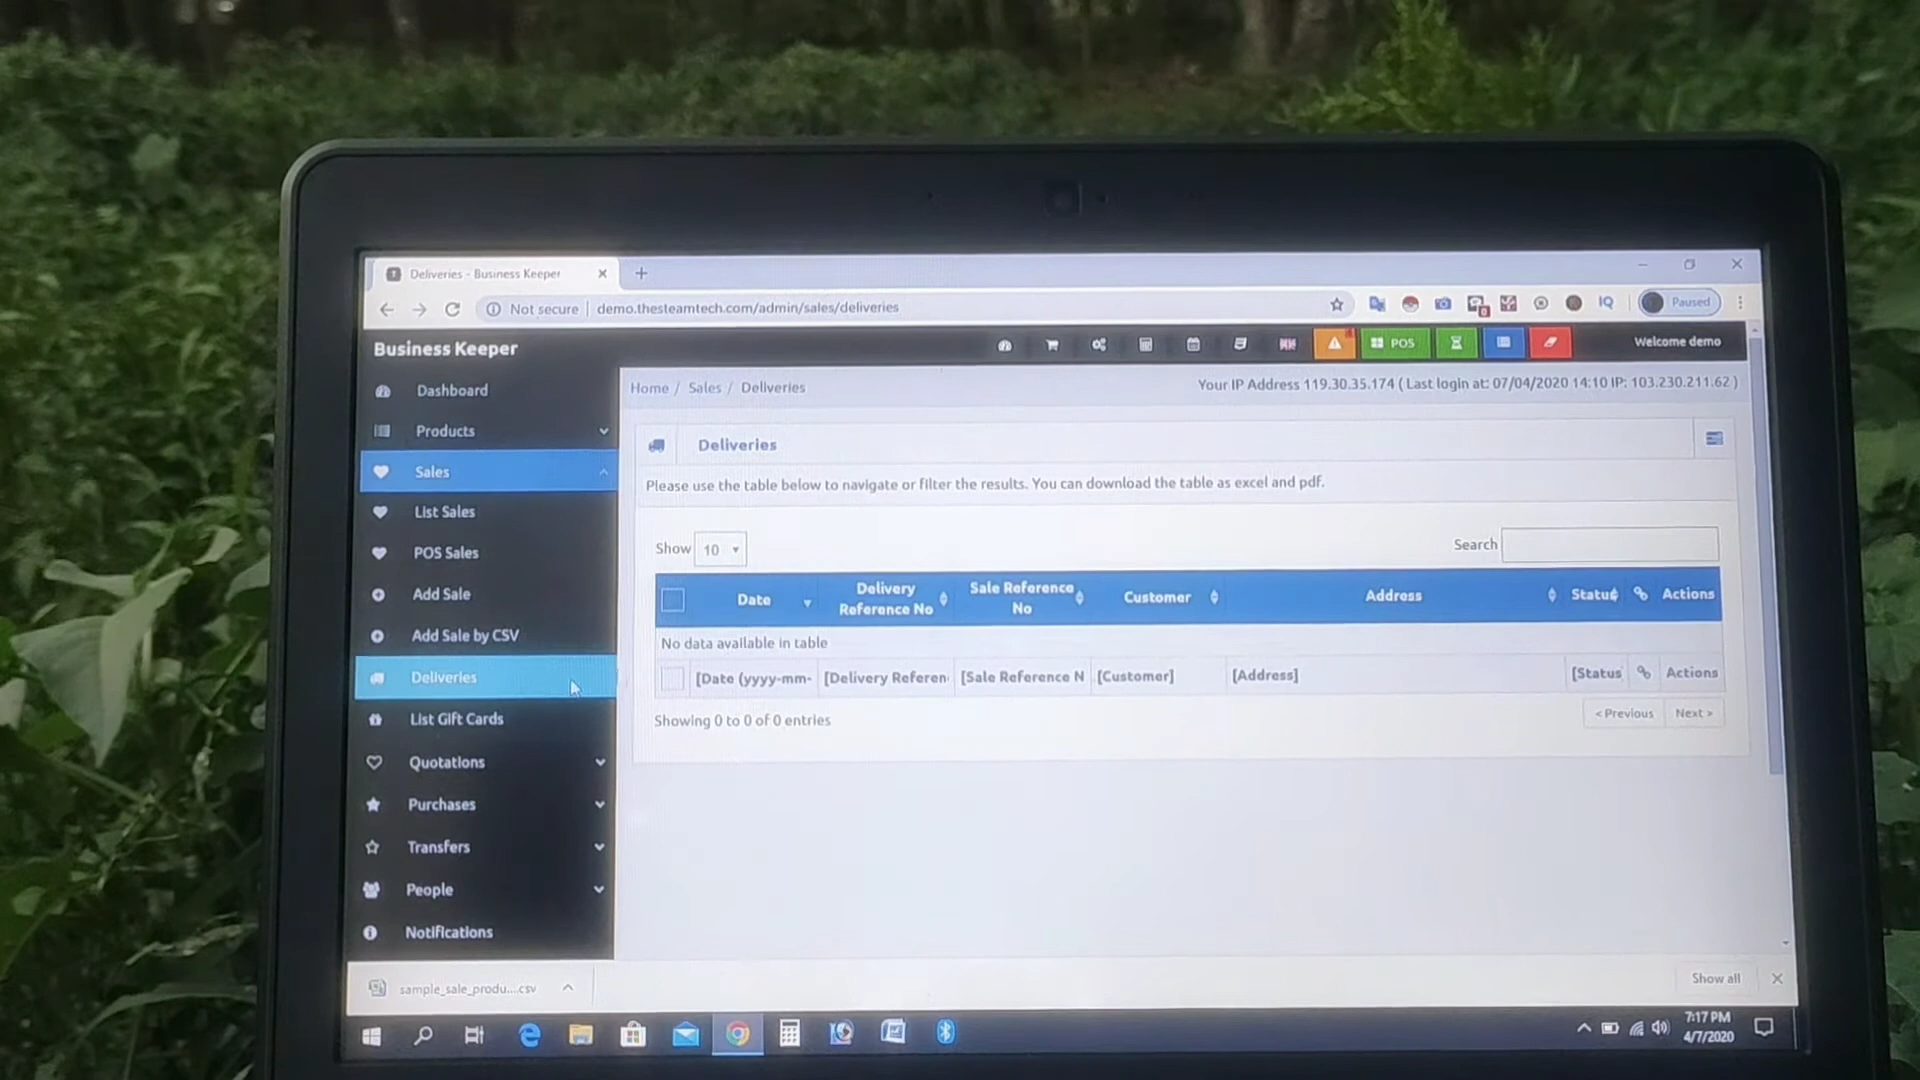 Deliveries - Business Keeper
Not secure
demo.thesteamtech.com/admin/sales/deliveries
IQ
Paused
Business Keeper
POS
Welcome demo
Dashboard
Products
Sales
List Sales
POS Sales
Add Sale
Add Sale by CSV
Deliveries
List Gift Cards
Quotations
Purchases
Transfers
People
Notifications
Home / Sales / Deliveries
Your IP Address 119.30.35.174 ( Last login at: 07/04/2020 14:10 IP: 103.230.211.62 )
Deliveries
Please use the table below to navigate or filter the results. You can download the table as excel and pdf.
Show 10
Search
Date
Delivery Reference No
Sale Reference No
Customer
Address
Status
Actions
No data available in table
[Date (yyyy-mm-
[Delivery Referen
[Sale Reference N
[Customer]
[Address]
[Status
Actions
Showing 0 to 0 of 0 entries
< Previous
Next >
sample_sale_produ....csv
Show all
7:17 PM
4/7/2020